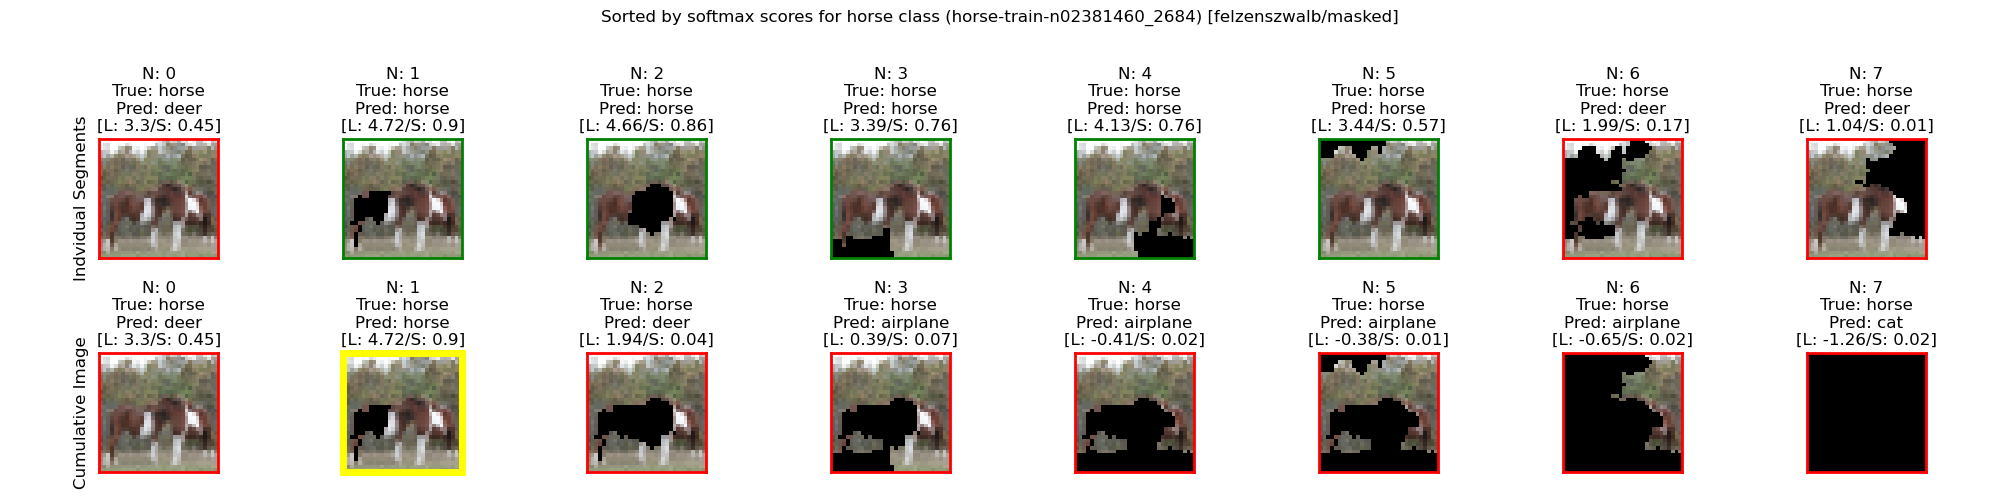 Sorted by softmax scores for horse class (horse-train-n02381460_2684) [felzenszwalb/masked]
Individual Segments
N: 0
True: horse
Pred: deer
[L: 3.3/S: 0.45]
N: 1
True: horse
Pred: horse
[L: 4.72/S: 0.9]
N: 2
True: horse
Pred: horse
[L: 4.66/S: 0.86]
N: 3
True: horse
Pred: horse
[L: 3.39/S: 0.76]
N: 4
True: horse
Pred: horse
[L: 4.13/S: 0.76]
N: 5
True: horse
Pred: horse
[L: 3.44/S: 0.57]
N: 6
True: horse
Pred: deer
[L: 1.99/S: 0.17]
N: 7
True: horse
Pred: deer
[L: 1.04/S: 0.01]
Cumulative Image
N: 0
True: horse
Pred: deer
[L: 3.3/S: 0.45]
N: 1
True: horse
Pred: horse
[L: 4.72/S: 0.9]
N: 2
True: horse
Pred: deer
[L: 1.94/S: 0.04]
N: 3
True: horse
Pred: airplane
[L: 0.39/S: 0.07]
N: 4
True: horse
Pred: airplane
[L: -0.41/S: 0.02]
N: 5
True: horse
Pred: airplane
[L: -0.38/S: 0.01]
N: 6
True: horse
Pred: airplane
[L: -0.65/S: 0.02]
N: 7
True: horse
Pred: cat
[L: -1.26/S: 0.02]